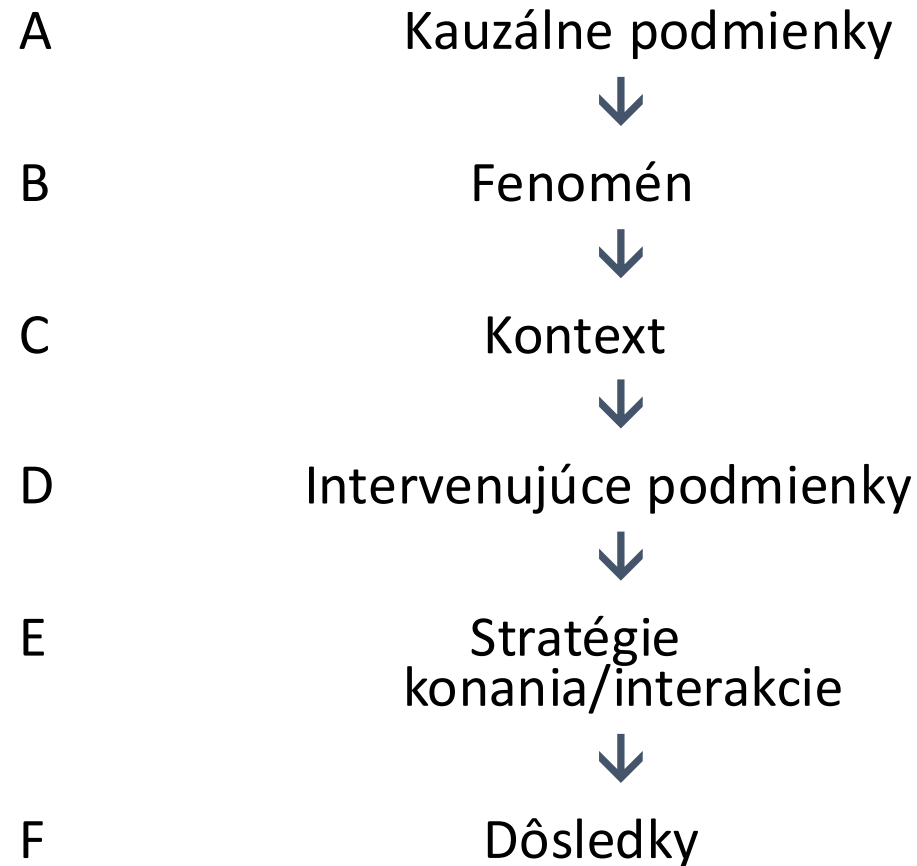 A Kauzálne podmienky
↓
B Fenomén
↓
C Kontext
↓
D Intervenujúce podmienky
↓
E Stratégie
konania/interakcie
↓
F Dôsledky